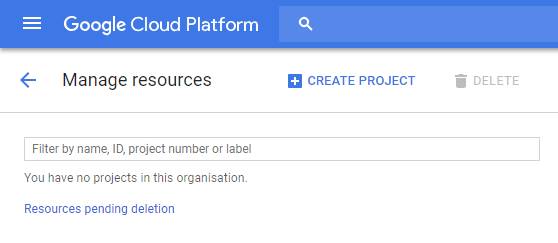 Google Cloud Platform
Manage resources
CREATE PROJECT
DELETE
Filter by name, ID, project number or label
You have no projects in this organisation.
Resources pending deletion